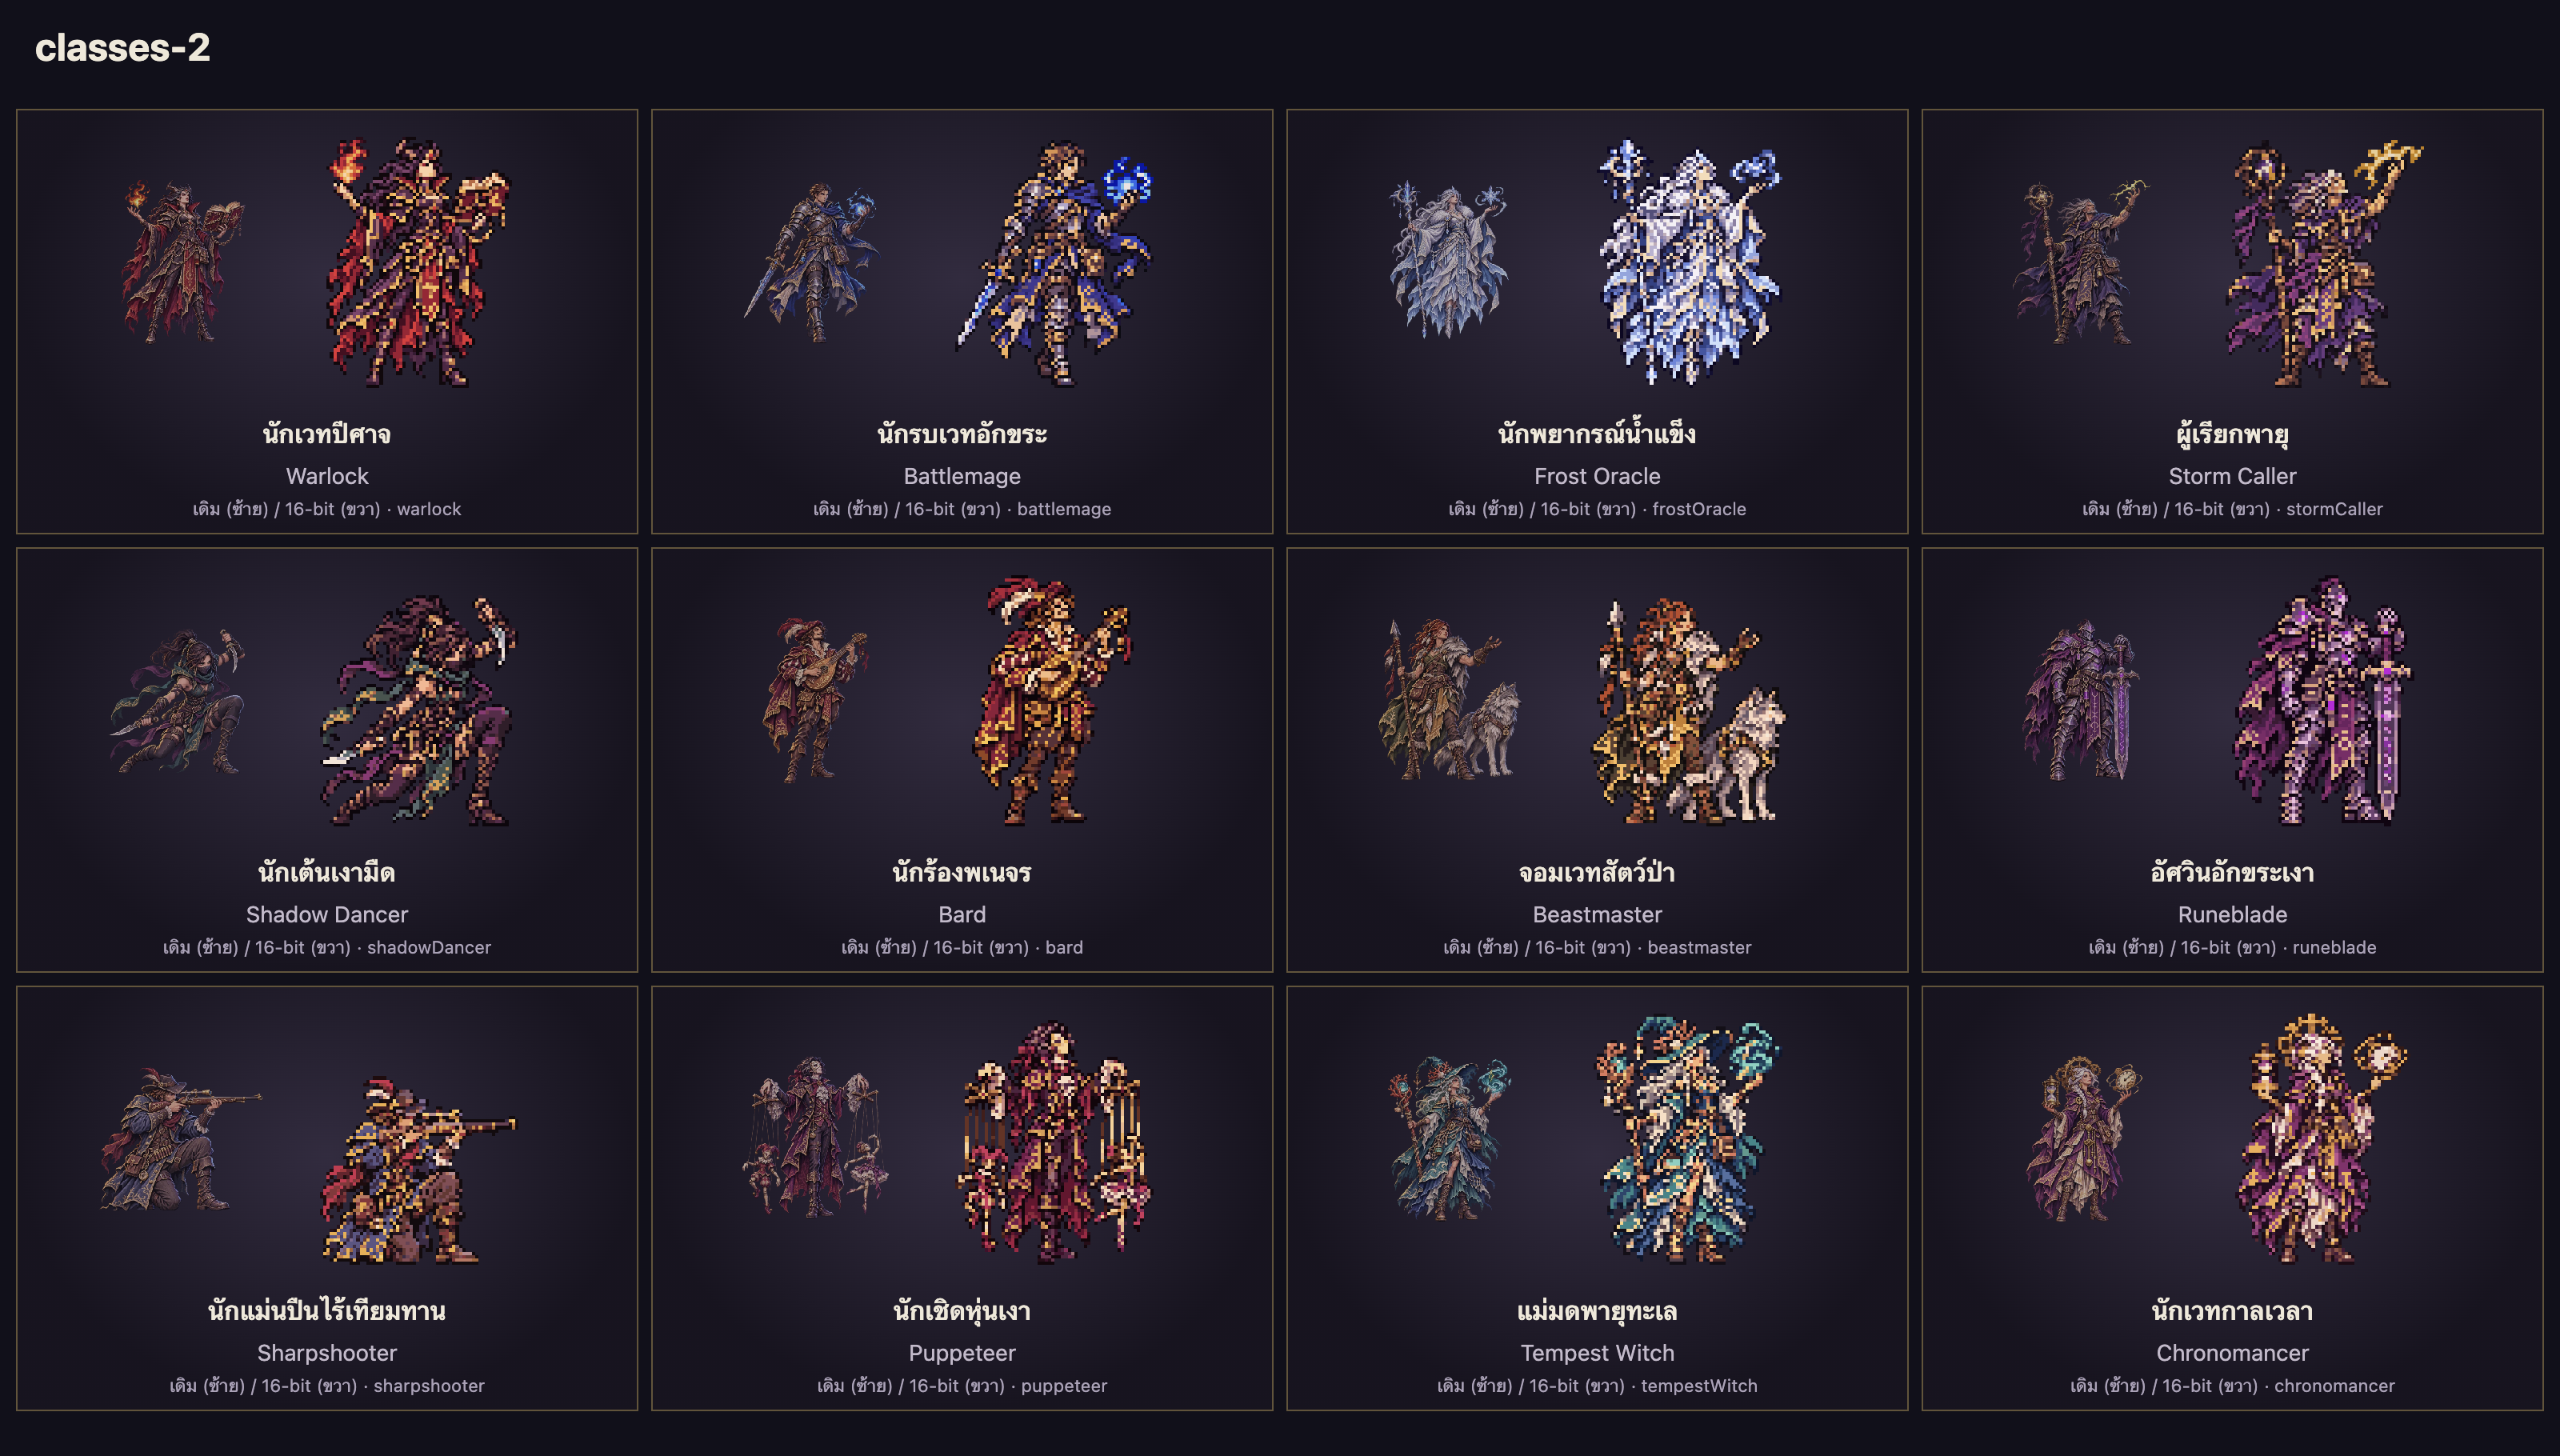 classes-2
นักเวทปีศาจ
Warlock
เดิม (ซ้าย) / 16-bit (ขวา) · warlock
นักรบเวทอักขระ
Battlemage
เดิม (ซ้าย) / 16-bit (ขวา) · battlemage
นักพยากรณ์น้ำแข็ง
Frost Oracle
เดิม (ซ้าย) / 16-bit (ขวา) · frostOracle
ผู้เรียกพายุ
Storm Caller
เดิม (ซ้าย) / 16-bit (ขวา) · stormCaller
นักเต้นเงามืด
Shadow Dancer
เดิม (ซ้าย) / 16-bit (ขวา) · shadowDancer
นักร้องพเนจร
Bard
เดิม (ซ้าย) / 16-bit (ขวา) · bard
จอมเวทสัตว์ป่า
Beastmaster
เดิม (ซ้าย) / 16-bit (ขวา) · beastmaster
อัศวินอักขระเงา
Runeblade
เดิม (ซ้าย) / 16-bit (ขวา) · runeblade
นักแม่นปืนไร้เทียมทาน
Sharpshooter
เดิม (ซ้าย) / 16-bit (ขวา) · sharpshooter
นักเชิดหุ่นเงา
Puppeteer
เดิม (ซ้าย) / 16-bit (ขวา) · puppeteer
แม่มดพายุทะเล
Tempest Witch
เดิม (ซ้าย) / 16-bit (ขวา) · tempestWitch
นักเวทกาลเวลา
Chronomancer
เดิม (ซ้าย) / 16-bit (ขวา) · chronomancer